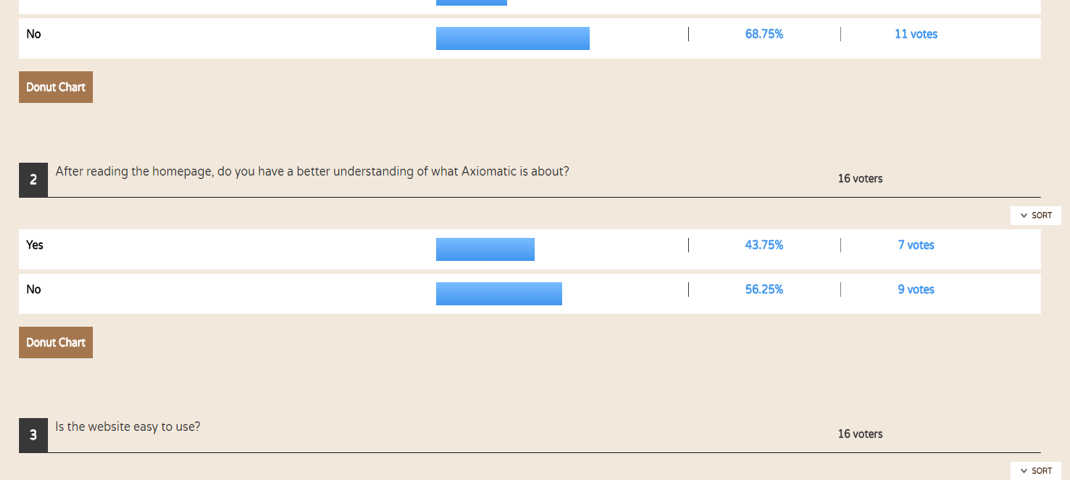 No 68.75% 11 votes
Donut Chart
2 After reading the homepage, do you have a better understanding of what Axiomatic is about? 16 voters
SORT
Yes 43.75% 7 votes
No 56.25% 9 votes
Donut Chart
3 Is the website easy to use? 16 voters
SORT